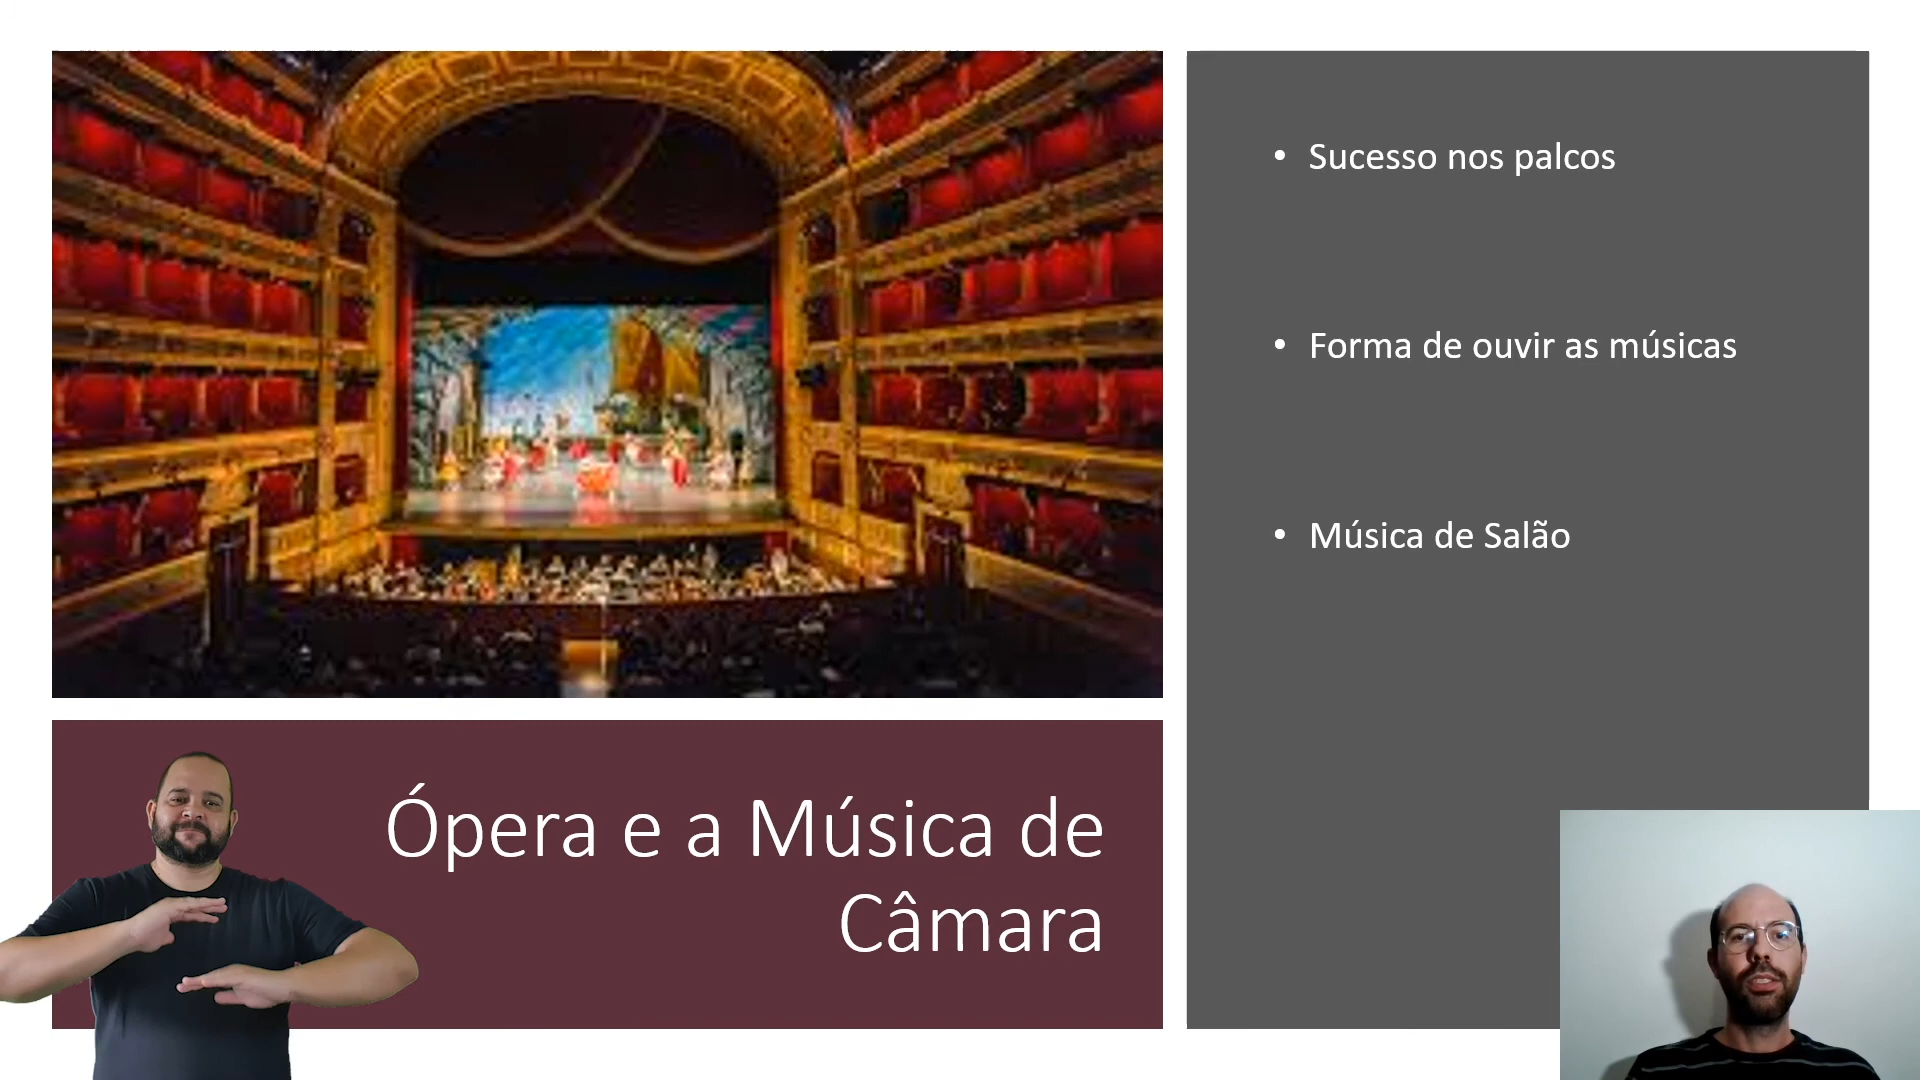 • Sucesso nos palcos
• Forma de ouvir as músicas
• Música de Salão
Ópera e a Música de
Câmara